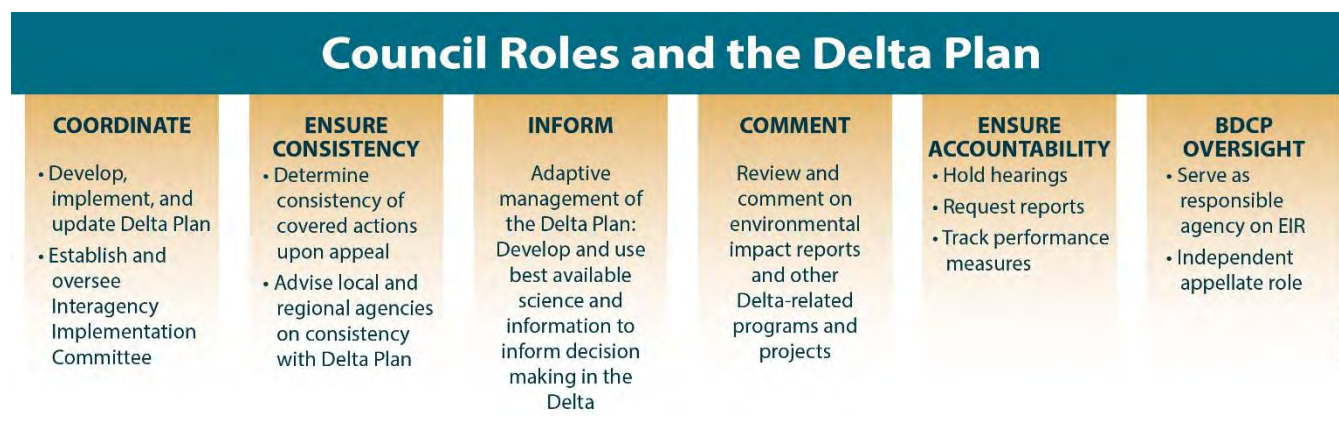 Council Roles and the Delta Plan
COORDINATE
• Develop,
implement, and
update Delta Plan
• Establish and
oversee
Interagency
Implementation
Committee
ENSURE
CONSISTENCY
• Determine
consistency of
covered actions
upon appeal
• Advise local and
regional agencies
on consistency
with Delta Plan
INFORM
Adaptive
management of
the Delta Plan:
Develop and use
best available
science and
information to
inform decision
making in the
Delta
COMMENT
Review and
comment on
environmental
impact reports
and other
Delta-related
programs and
projects
ENSURE
ACCOUNTABILITY
• Hold hearings
• Request reports
• Track performance
measures
BDCP
OVERSIGHT
• Serve as
responsible
agency on EIR
• Independent
appellate role